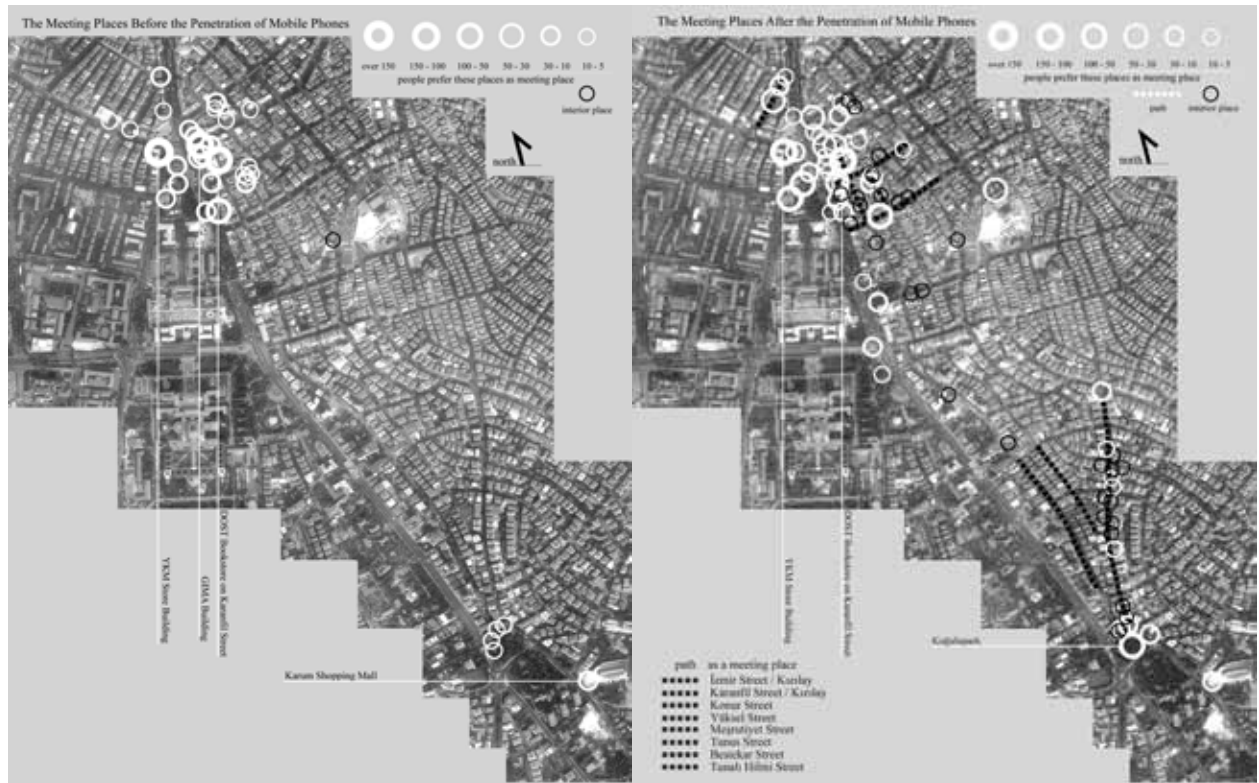 The Meeting Places Before the Penetration of Mobile Phones
over 150
150 - 100
100 - 50
50 - 30
30 - 10
10 - 5
people prefer these places as meeting place
interior place
north
YKM Store Building
GIMA Building
DOST Bookstore on Karanfil Street
Karum Shopping Mall
The Meeting Places After the Penetration of Mobile Phones
over 150
150 - 100
100 - 50
50 - 30
30 - 10
10 - 5
people prefer these places as meeting place
path
interior place
north
YKM Store Building
DOST Bookstore on Karanfil Street
Kuğulupark
path as a meeting place
İzmir Street / Kızılay
Karanfil Street / Kızılay
Konur Street
Yüksel Street
Meşrutiyet Street
Tunus Street
Bestekar Street
Tunalı Hilmi Street